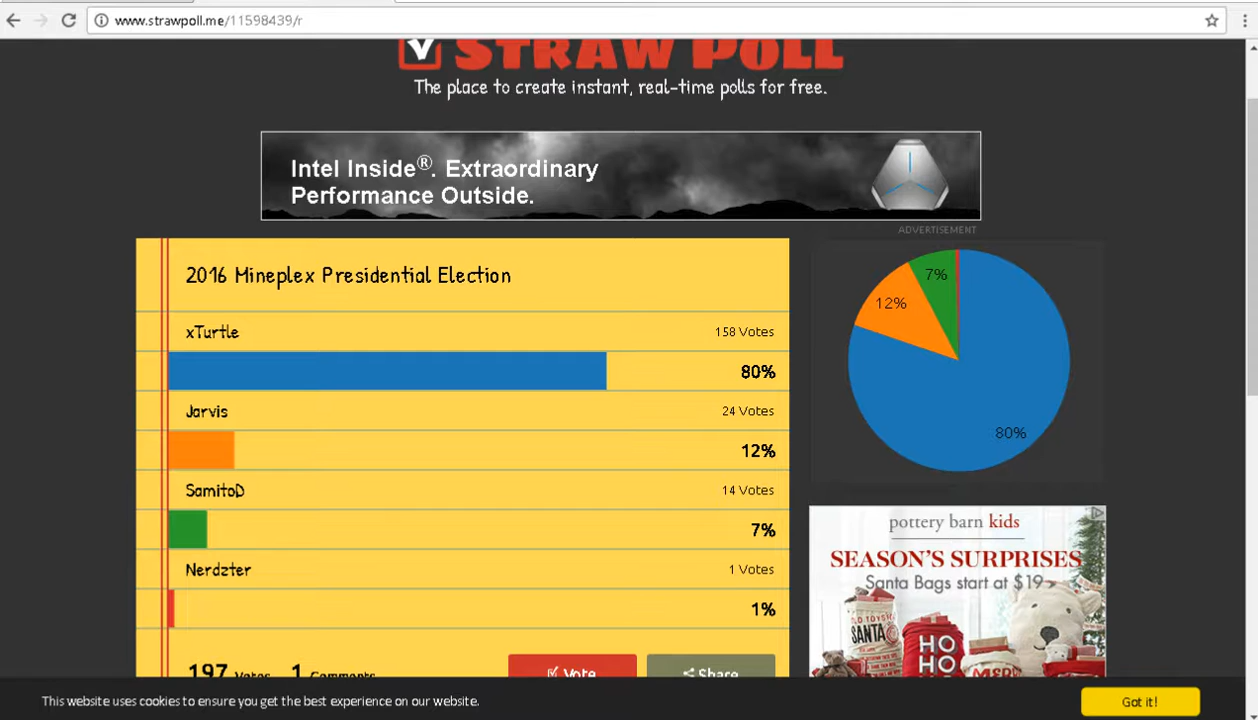 www.strawpoll.me/11598439/r
STRAW POLL
The place to create instant, real-time polls for free.
Intel Inside®. Extraordinary
Performance Outside.
ADVERTISEMENT
2016 Mineplex Presidential Election
xTurtle 158 Votes
80%
Jarvis 24 Votes
12%
SamitoD 14 Votes
7%
Nerdzter 1 Votes
1%
197 Votes 1 Comments
Vote
Share
7%
12%
80%
pottery barn kids
SEASON'S SURPRISES
Santa Bags start at $19
OLD TOYS
SANTA
HO
HO
This website uses cookies to ensure you get the best experience on our website.
Got it!